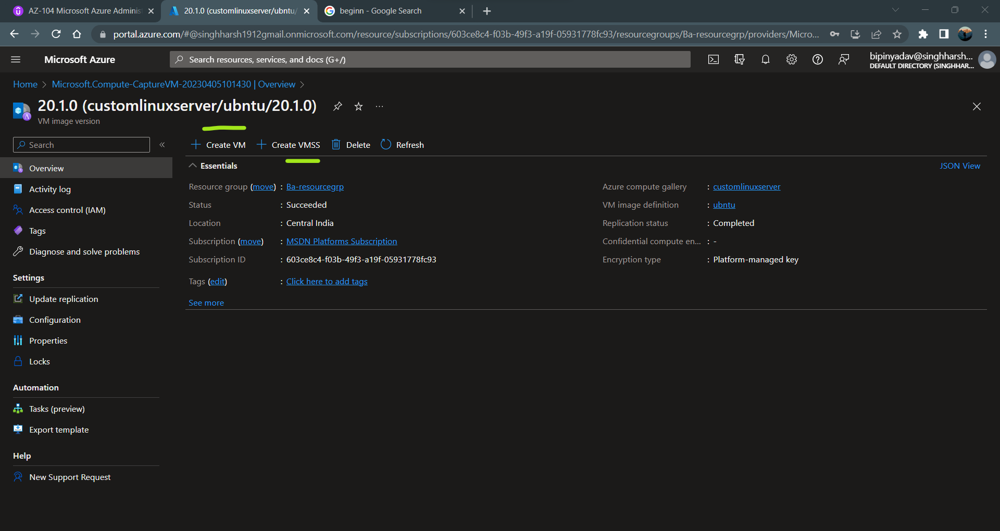 AZ-104 Microsoft Azure Adminis
20.1.0 (customlinuxserver/ubntu/
beginn - Google Search
portal.azure.com/#@singhharsh1912gmail.onmicrosoft.com/resource/subscriptions/603ce8c4-f03b-49f3-a19f-05931778fc93/resourcegroups/Ba-resourcegrp/providers/Micro...
Microsoft Azure
Search resources, services, and docs (G+/)
bipinyadav@singhharsh...
DEFAULT DIRECTORY (SINGHHAR...
Home > Microsoft.Compute-CaptureVM-20230405101430 | Overview >
20.1.0 (customlinuxserver/ubntu/20.1.0)
VM image version
Search
Create VM
Create VMSS
Delete
Refresh
Overview
Activity log
Access control (IAM)
Tags
Diagnose and solve problems
Settings
Update replication
Configuration
Properties
Locks
Automation
Tasks (preview)
Export template
Help
New Support Request
Essentials
JSON View
Resource group (move) : Ba-resourcegrp
Status : Succeeded
Location : Central India
Subscription (move) : MSDN Platforms Subscription
Subscription ID : 603ce8c4-f03b-49f3-a19f-05931778fc93
Tags (edit) : Click here to add tags
See more
Azure compute gallery : customlinuxserver
VM image definition : ubntu
Replication status : Completed
Confidential compute en... : -
Encryption type : Platform-managed key